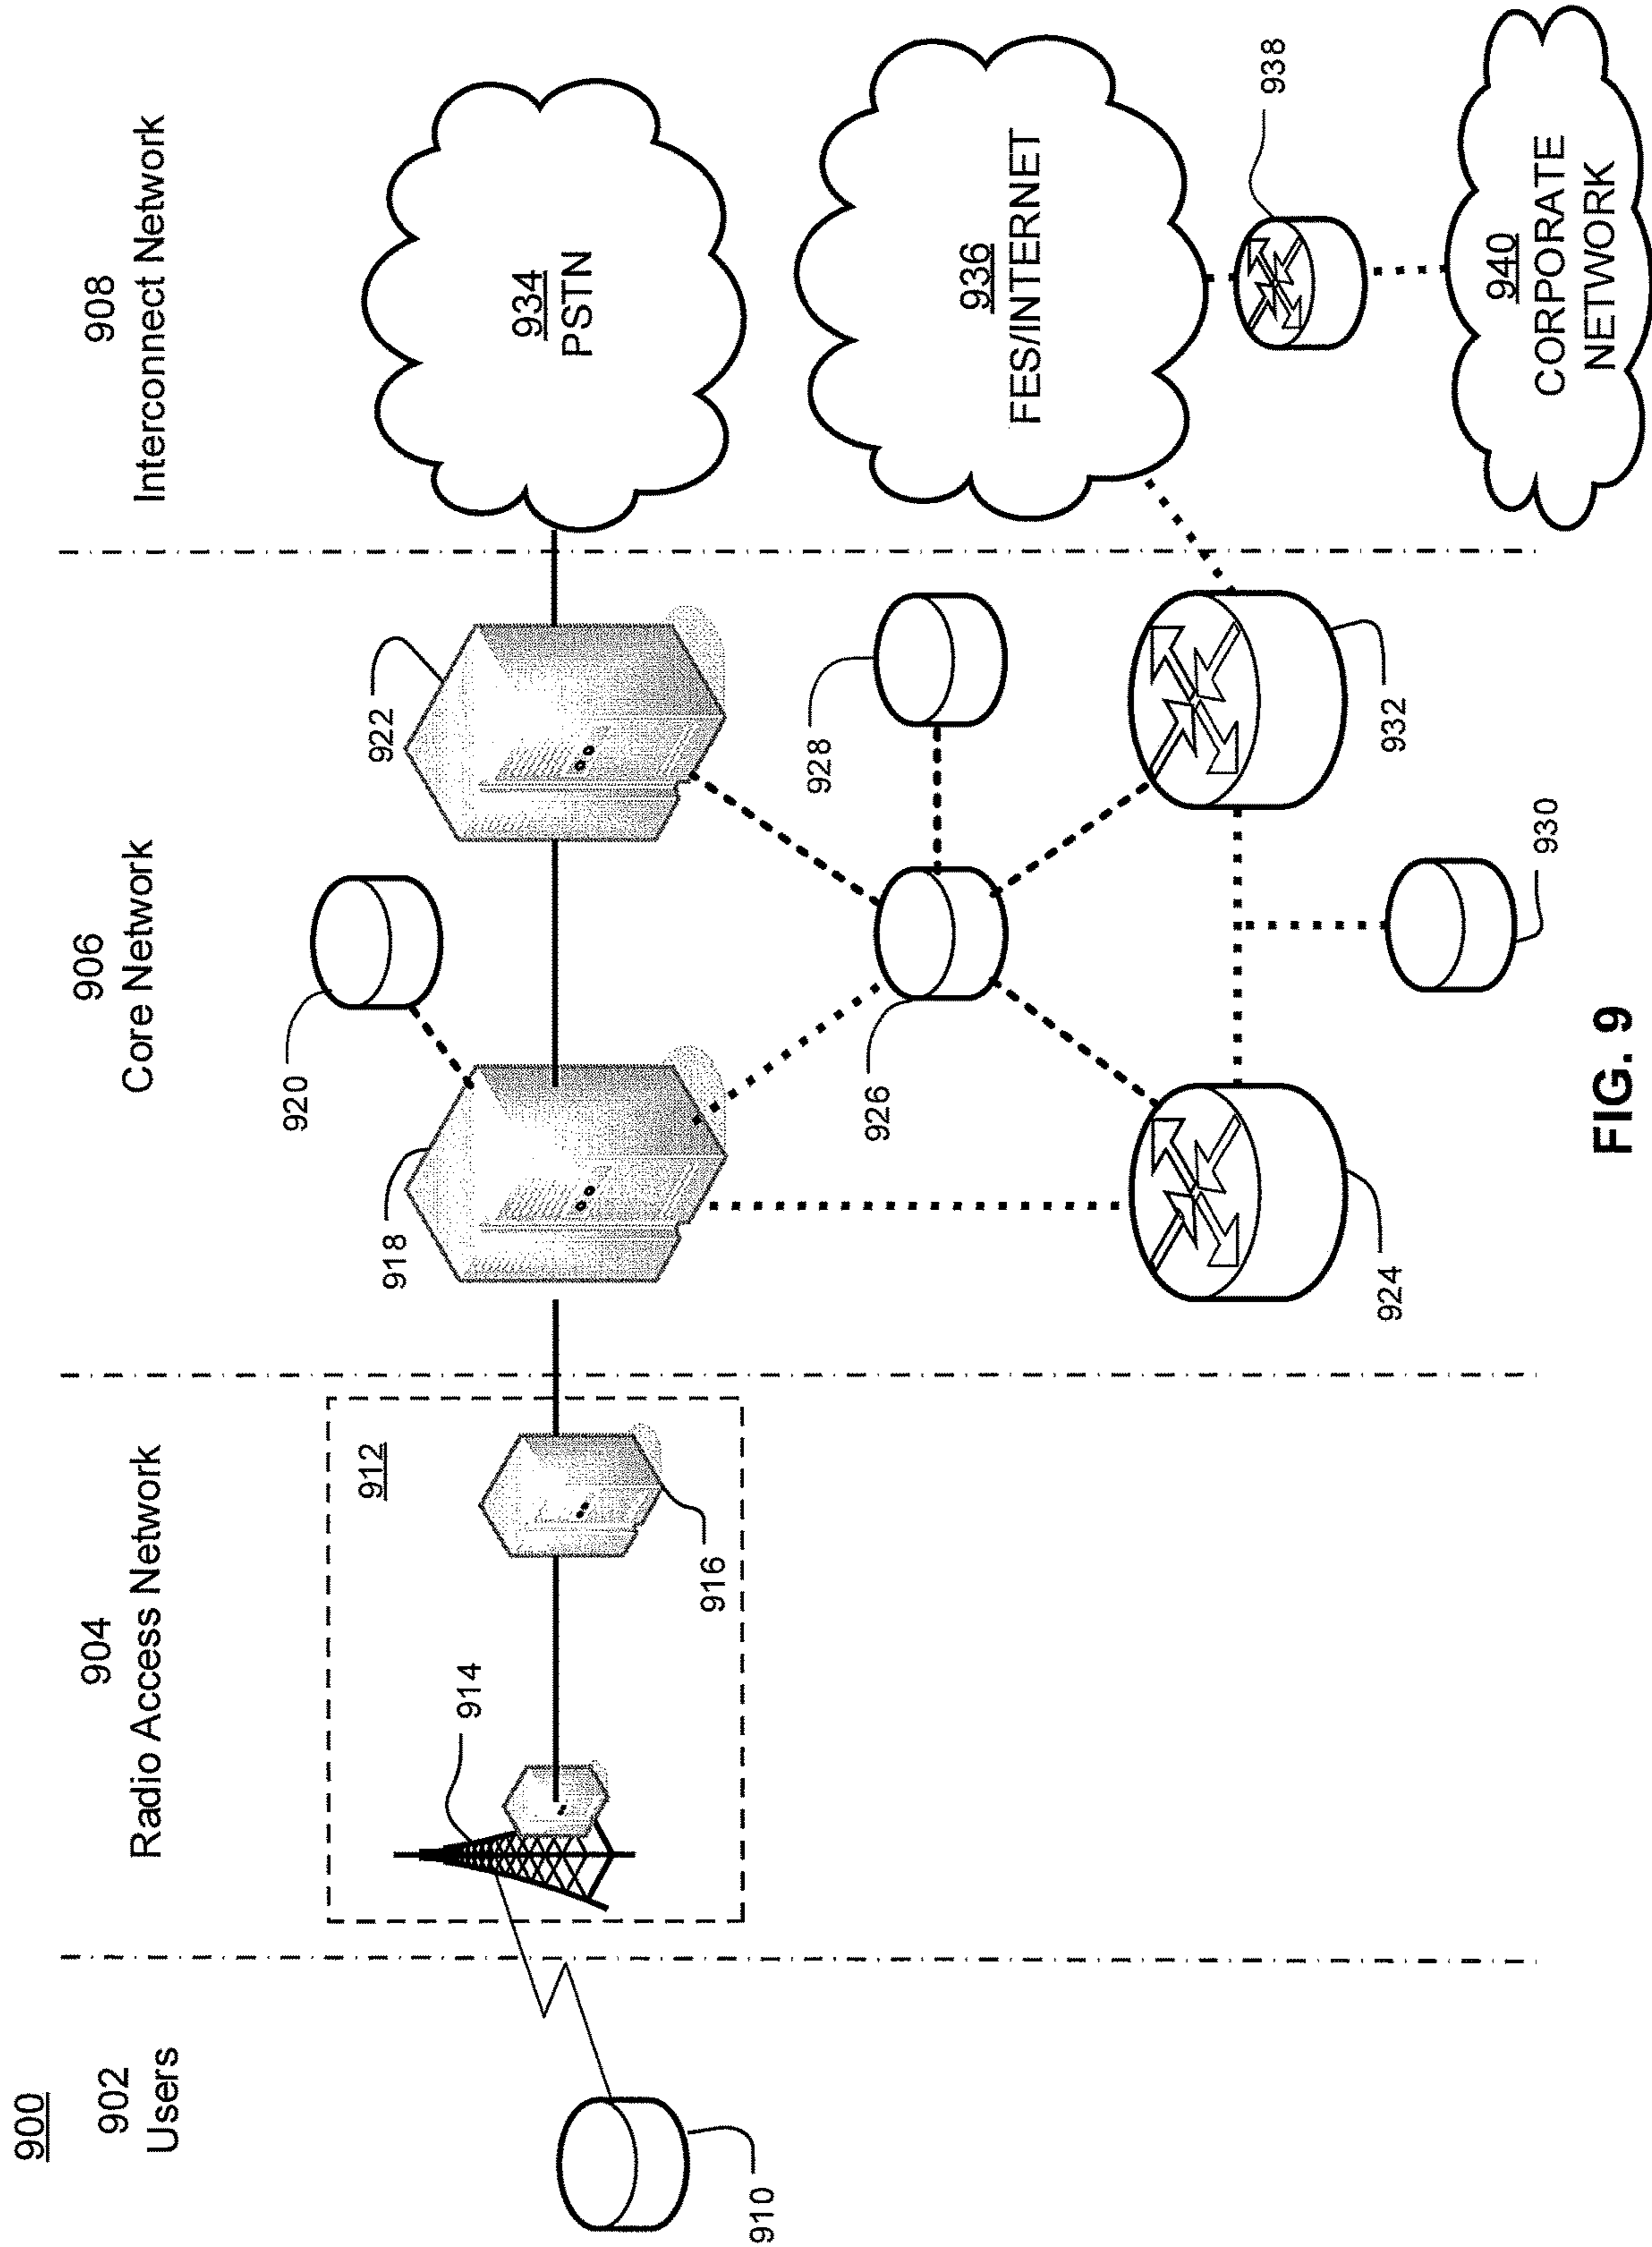 900
902
Users
904
Radio Access Network
906
Core Network
908
Interconnect Network
910
912
914
916
918
920
922
924
926
928
930
932
934
PSTN
936
FES/INTERNET
938
940
CORPORATE
NETWORK
FIG. 9